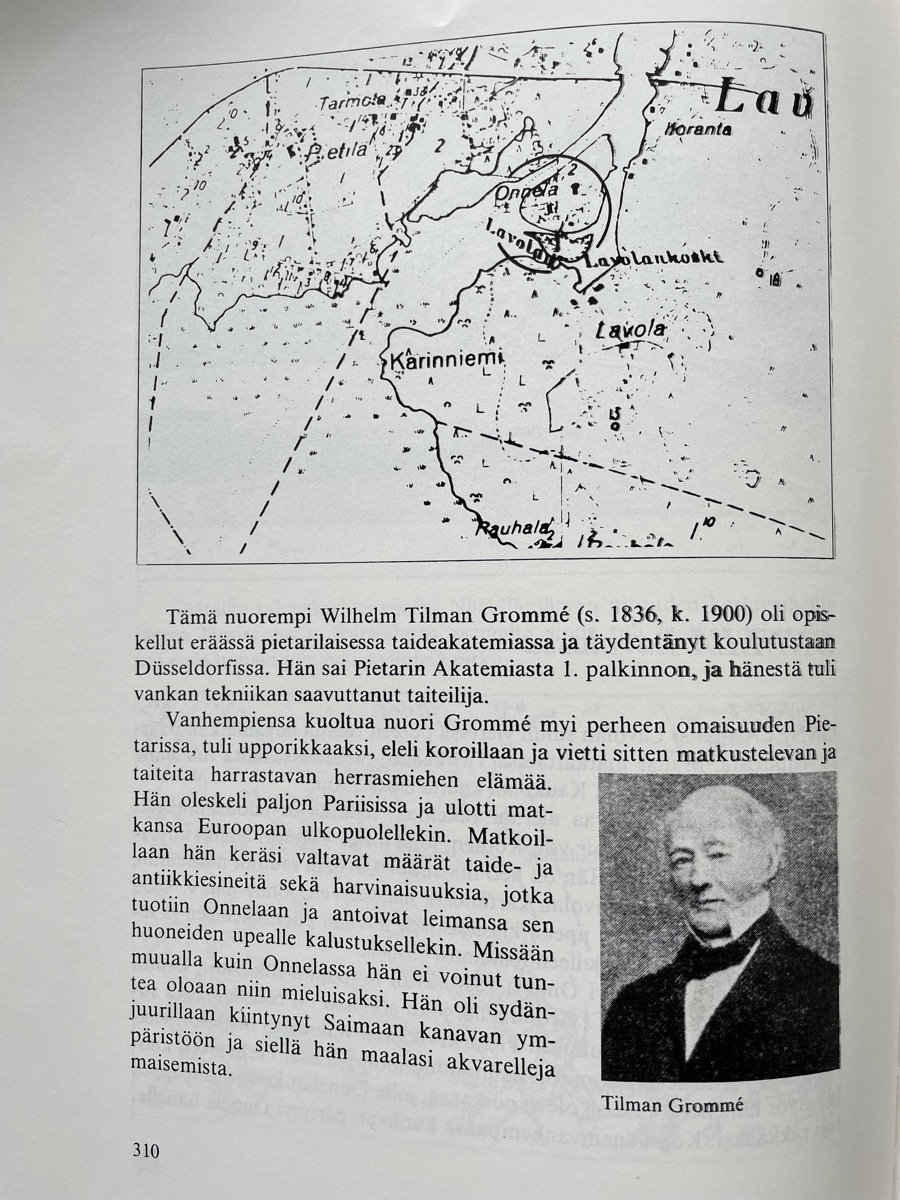 Lav
Tarmola
Pietilä
Horanta
Onnela
Lavolan
Lavolankoski
Lavola
Karinniemi
Rauhala
Tämä nuorempi Wilhelm Tilman Grommé (s. 1836, k. 1900) oli opis-
kellut eräässä pietarilaisessa taideakatemiassa ja täydentänyt koulutustaan
Düsseldorfissa. Hän sai Pietarin Akatemiasta 1. palkinnon, ja hänestä tuli
vankan tekniikan saavuttanut taiteilija.
Vanhempiensa kuoltua nuori Grommé myi perheen omaisuuden Pie-
tarissa, tuli upporikkaaksi, eleli koroillaan ja vietti sitten matkustelevan ja
taiteita harrastavan herrasmiehen elämää.
Hän oleskeli paljon Pariisissa ja ulotti mat-
kansa Euroopan ulkopuolellekin. Matkoil-
laan hän keräsi valtavat määrät taide- ja
antiikkiesineitä sekä harvinaisuuksia, jotka
tuotiin Onnelaan ja antoivat leimansa sen
huoneiden upealle kalustuksellekin. Missään
muualla kuin Onnelassa hän ei voinut tun-
tea oloaan niin mieluisaksi. Hän oli sydän-
juurillaan kiintynyt Saimaan kanavan ym-
päristöön ja siellä hän maalasi akvarelleja
maisemista.
Tilman Grommé
310